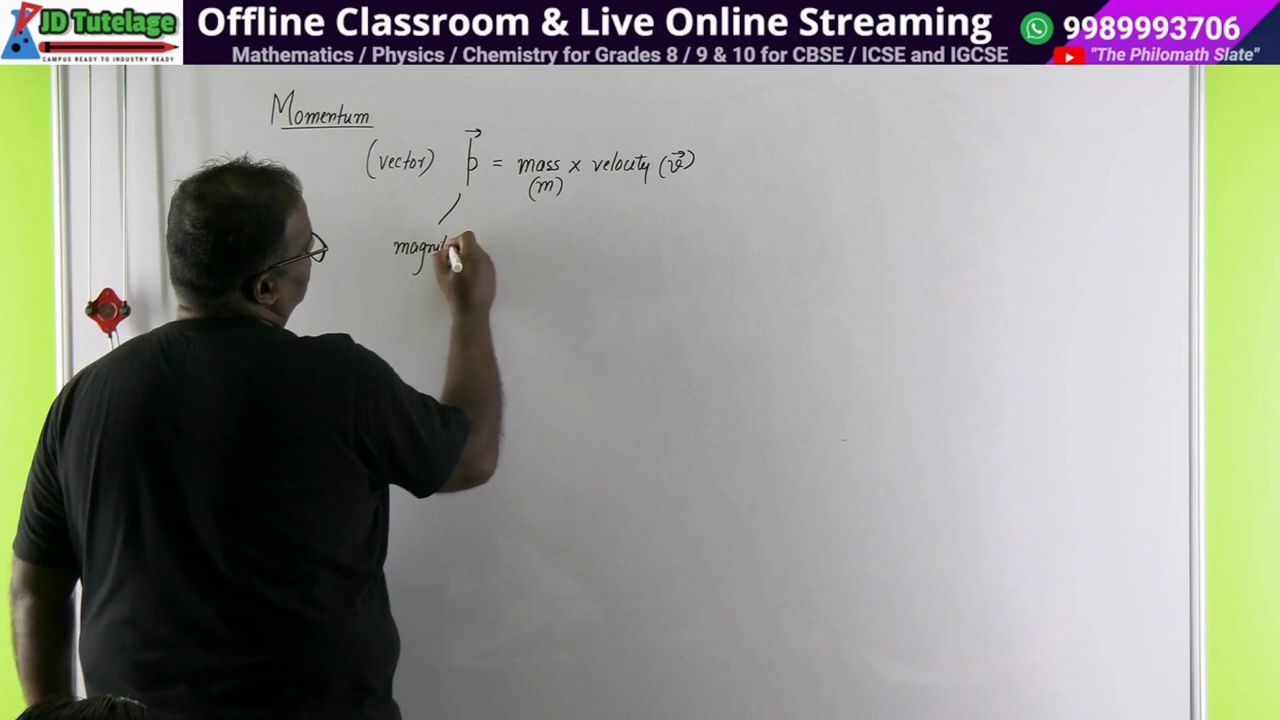 JD Tutelage
CAMPUS READY TO INDUSTRY READY
Offline Classroom & Live Online Streaming
Mathematics / Physics / Chemistry for Grades 8 / 9 & 10 for CBSE / ICSE and IGCSE
9989993706
"The Philomath Slate"
Momentum
(vector) p⃗ = mass x velocity (v⃗)
(m)